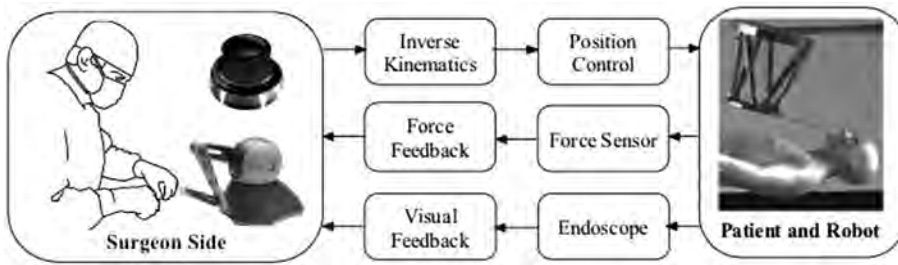 Inverse
Kinematics
Position
Control
Force
Feedback
Force Sensor
Visual
Feedback
Endoscope
Surgeon Side
Patient and Robot